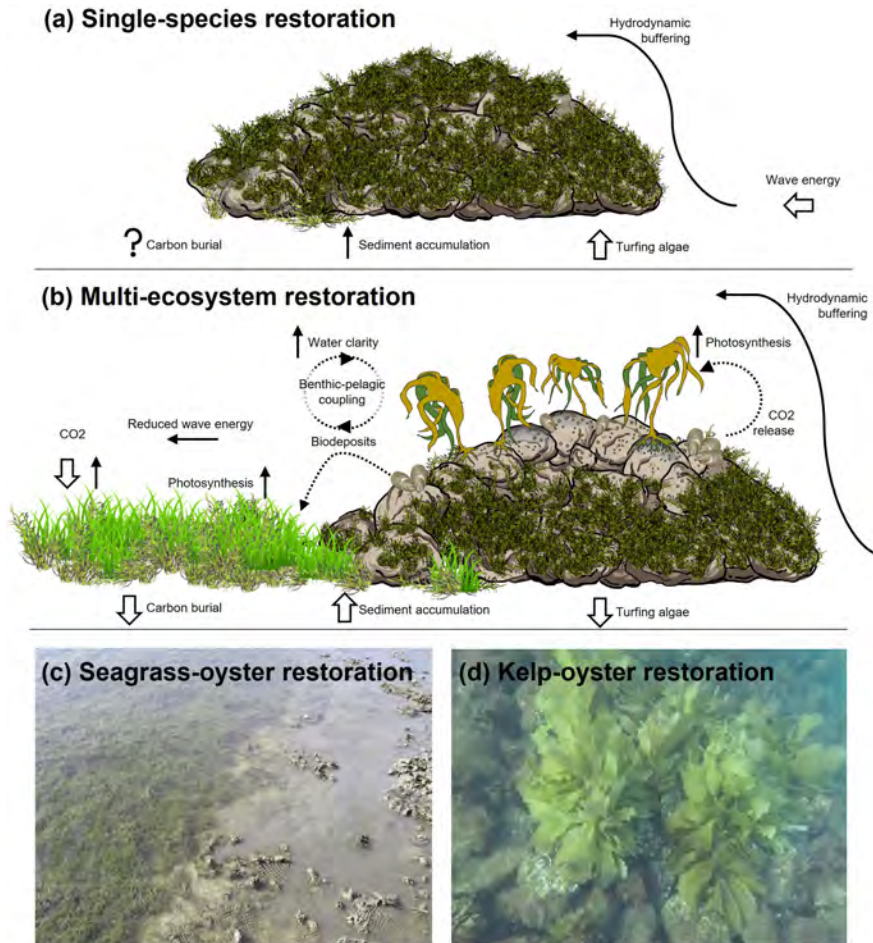 (a) Single-species restoration
Hydrodynamic
buffering
Wave energy
? Carbon burial
Sediment accumulation
Turfing algae
(b) Multi-ecosystem restoration
Hydrodynamic
buffering
Water clarity
Photosynthesis
Benthic-pelagic
coupling
Reduced wave energy
CO2
release
Biodeposits
CO2
Photosynthesis
Carbon burial
Sediment accumulation
Turfing algae
(c) Seagrass-oyster restoration
(d) Kelp-oyster restoration